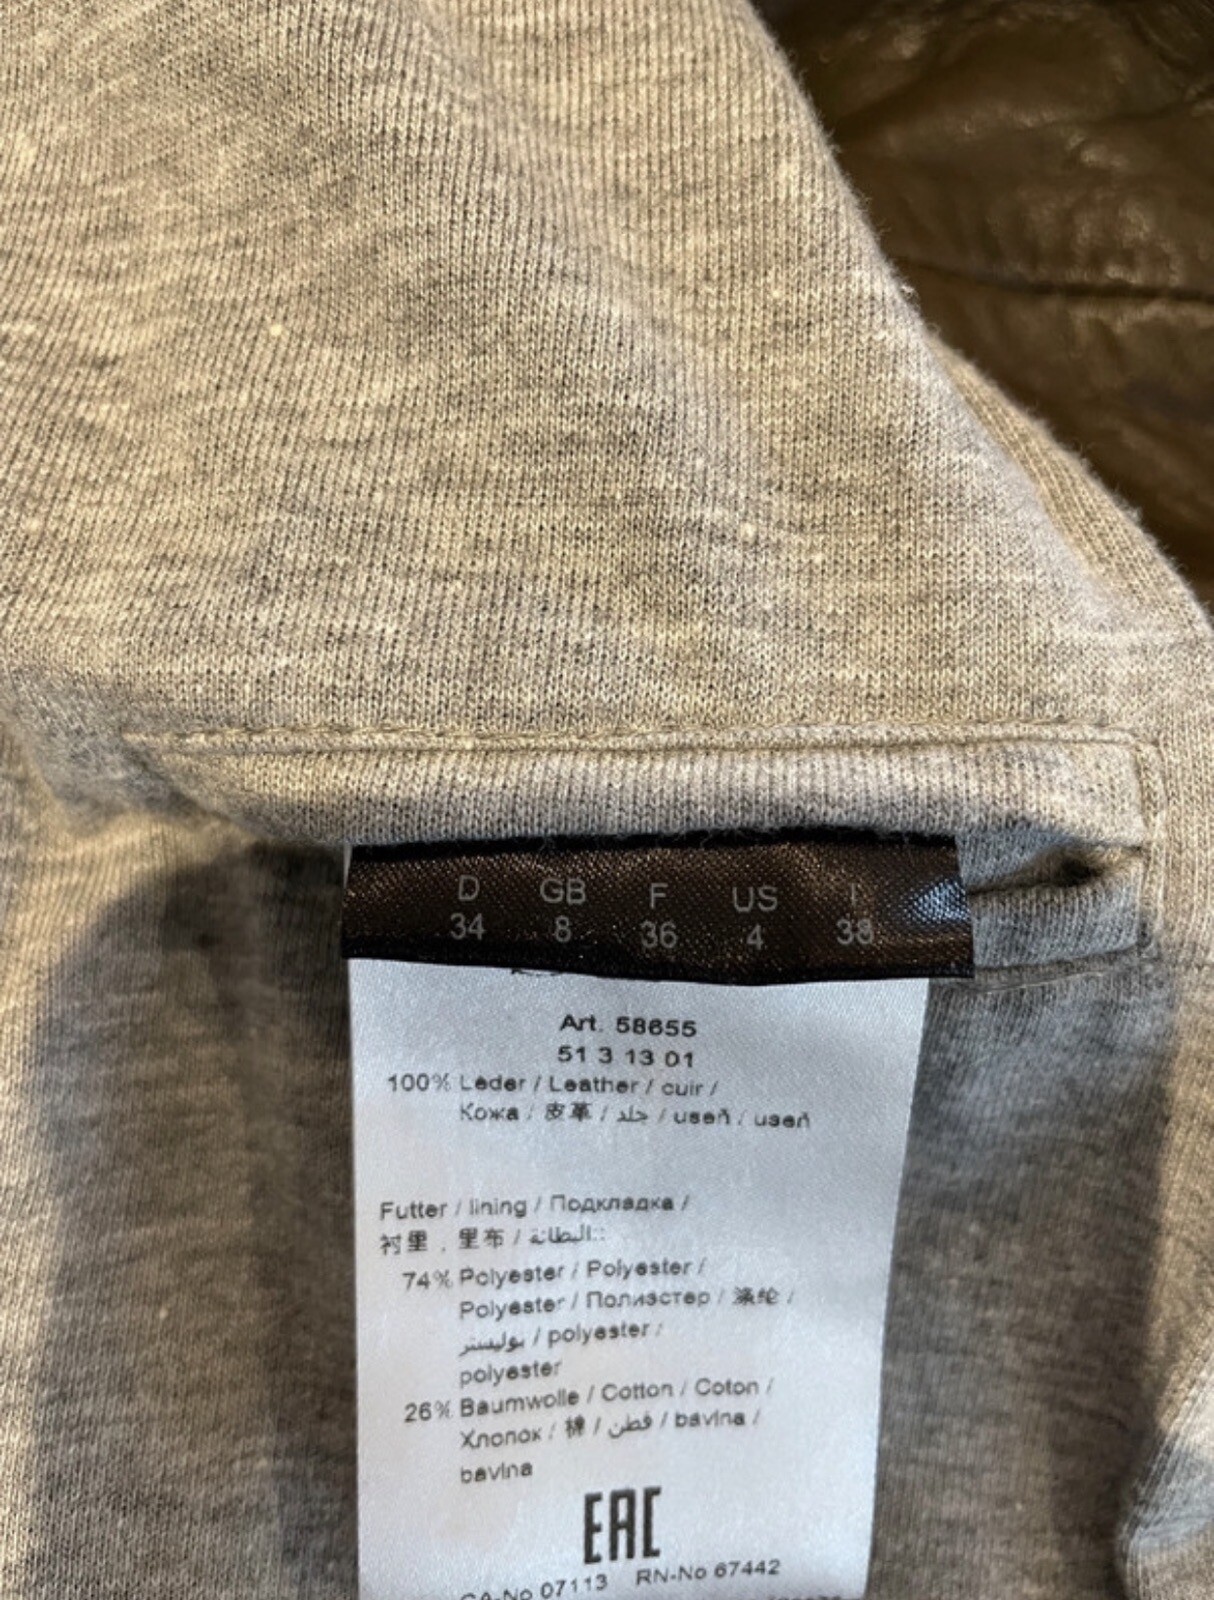 D GB F US I
34 8 36 4 38
Art. 58655
51 3 13 01
100% Leder / Leather / cuir /
Кожа / 皮革 / جلد / useň / useň
Futter / lining / Подкладка /
衬里 , 里布 / البطانة::
74% Polyester / Polyester /
Polyester / Полиэстер / 涤纶 /
بوليستر / polyester /
polyester
26% Baumwolle / Cotton / Coton /
Хлопок / 棉 / قطن / bavlna /
bavlna
EAC
CA-No 07113 RN-No 67442